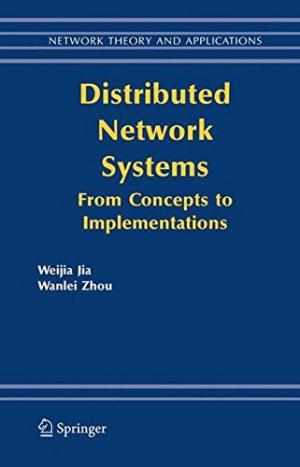 NETWORK THEORY AND APPLICATIONS
Distributed
Network
Systems
From Concepts to
Implementations
Weijia Jia
Wanlei Zhou
Springer